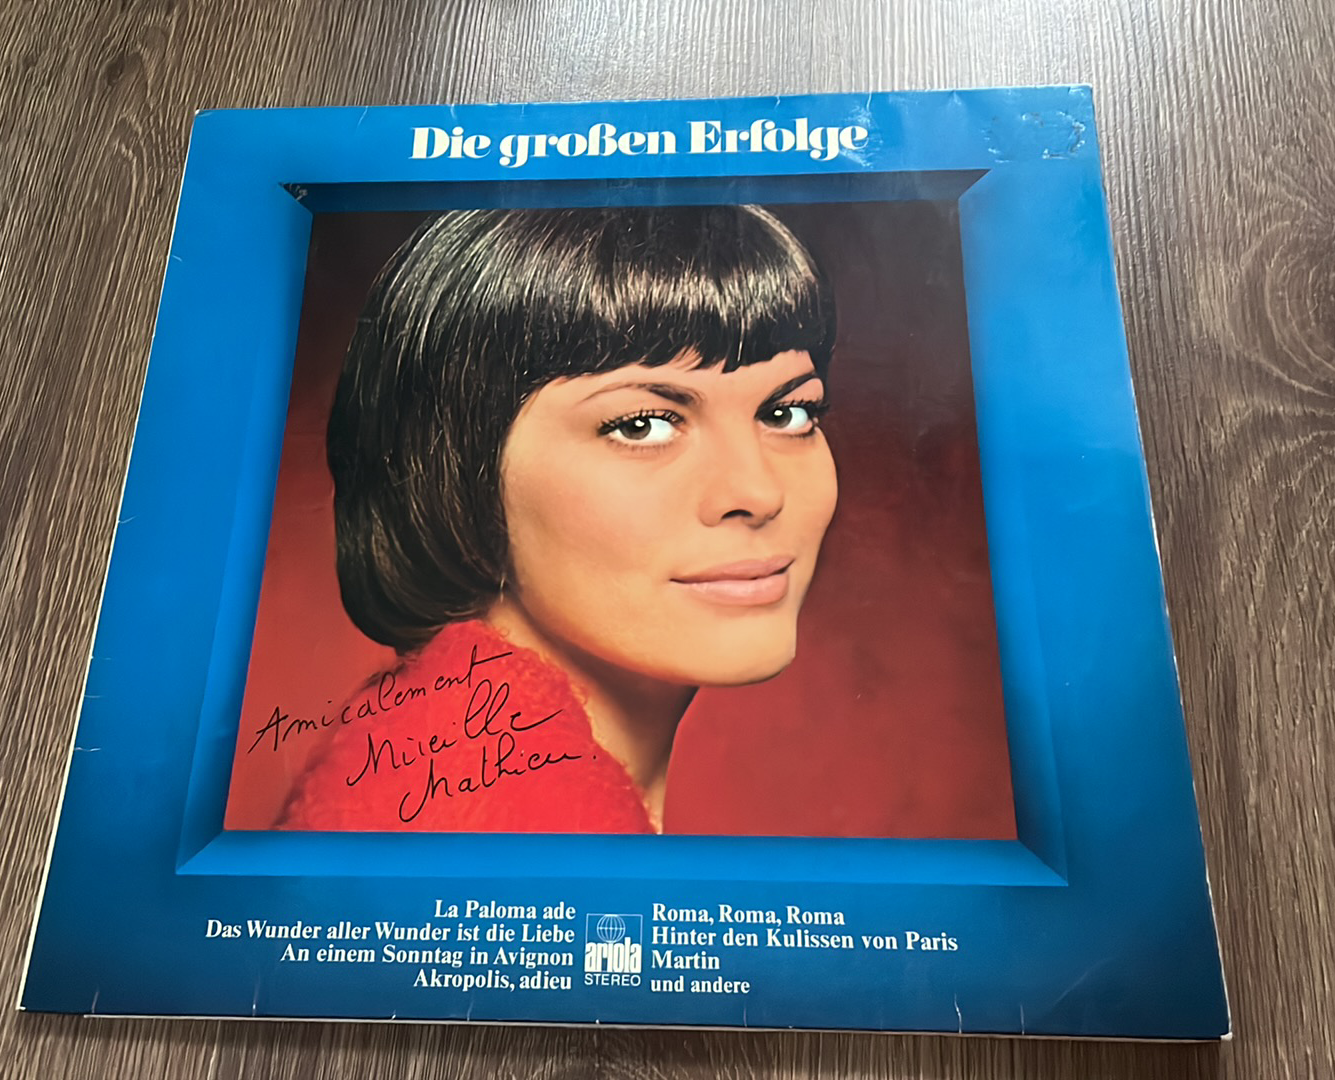 Die großen Erfolge
Amicalement
Mireille
Mathieu.
La Paloma ade
Das Wunder aller Wunder ist die Liebe
An einem Sonntag in Avignon
Akropolis, adieu
ariola
STEREO
Roma, Roma, Roma
Hinter den Kulissen von Paris
Martin
und andere